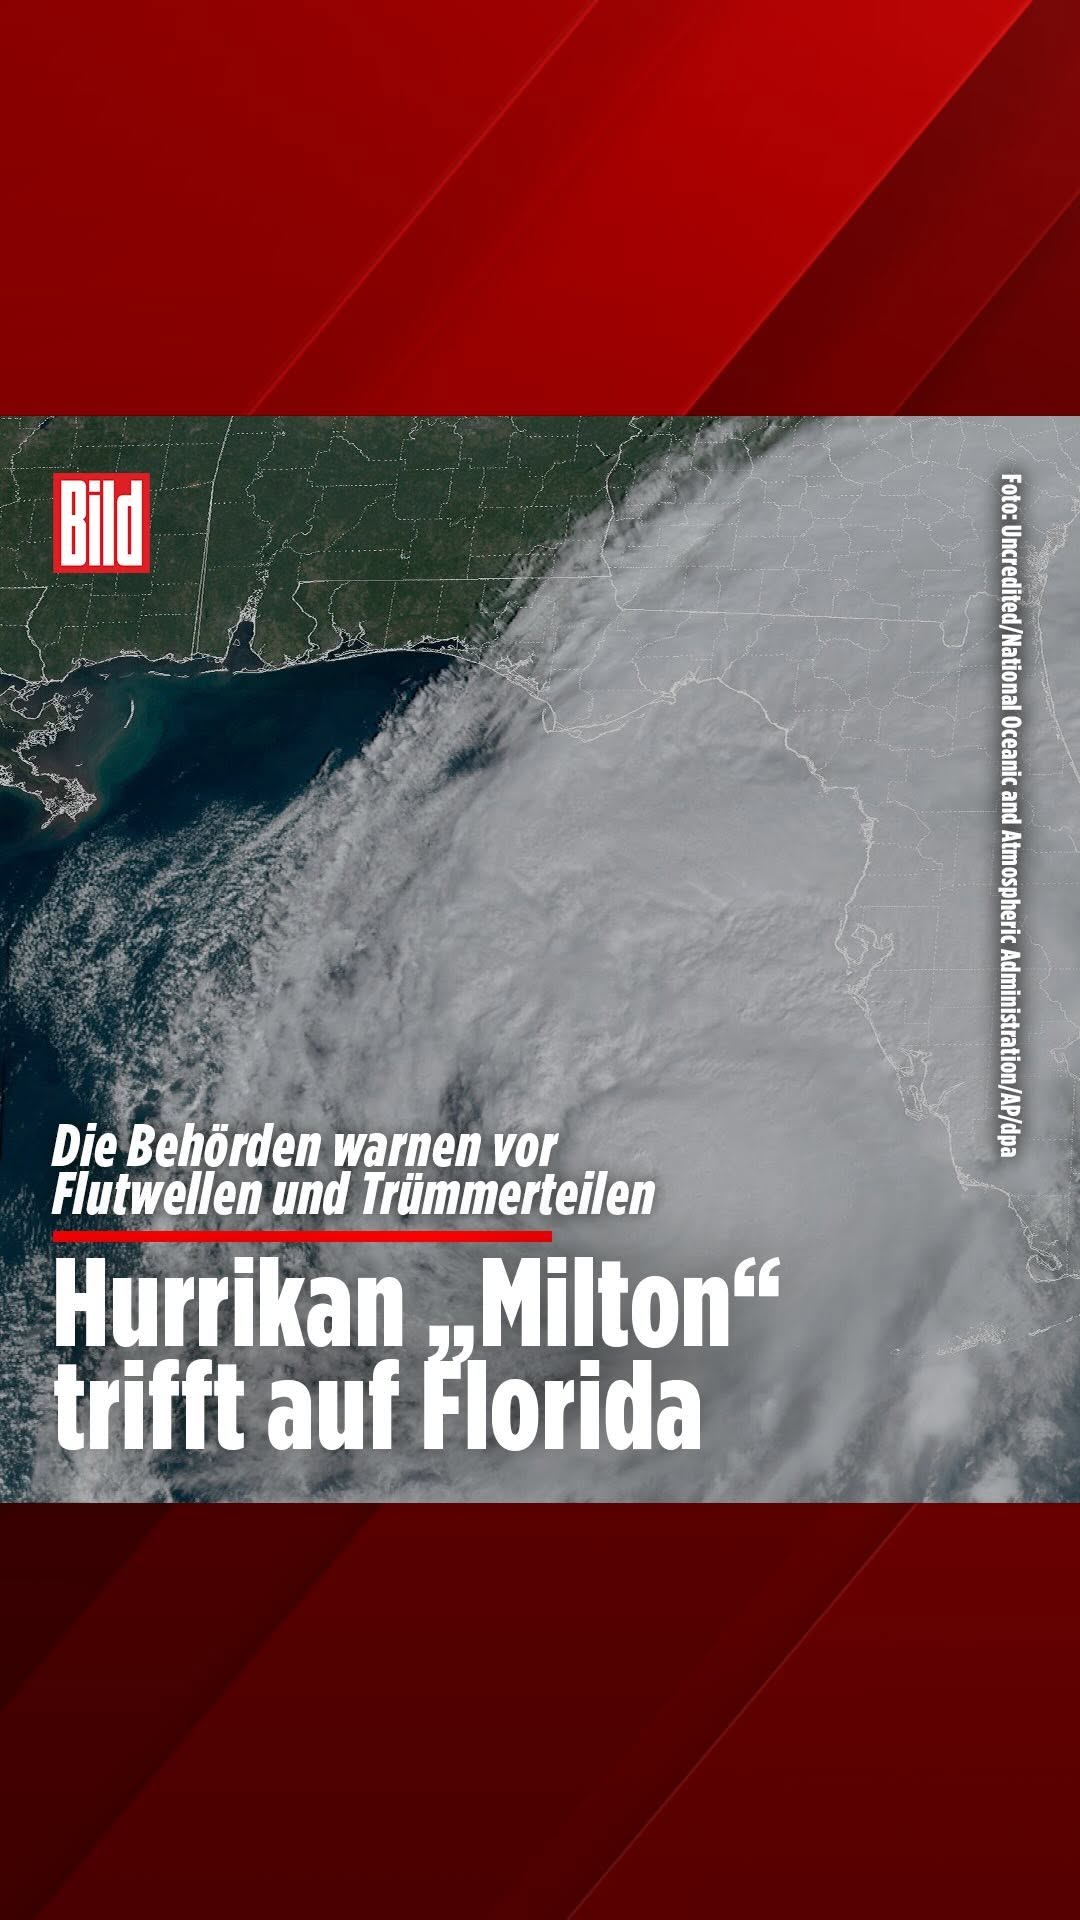 Bild
Foto: Uncredited/National Oceanic and Atmospheric Administration/AP/dpa
Die Behörden warnen vor
Flutwellen und Trümmerteilen
Hurrikan „Milton“
trifft auf Florida